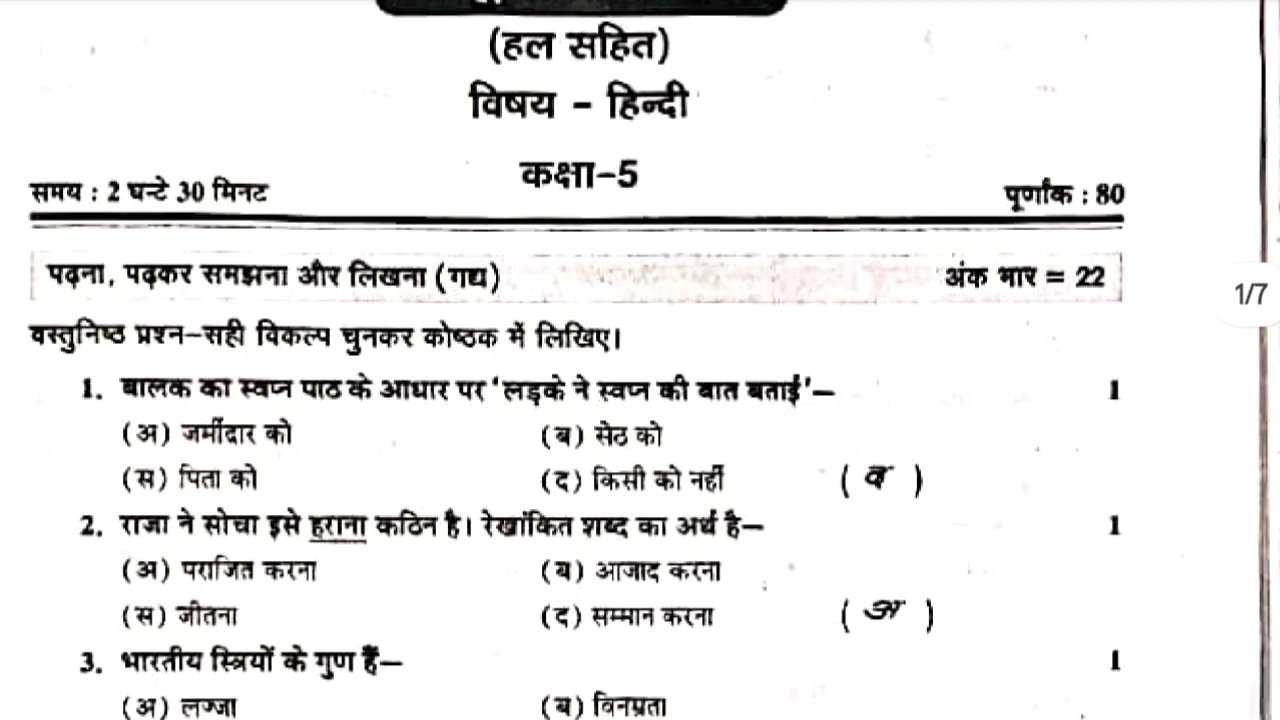 (हल सहित)
विषय - हिन्दी
कक्षा-5
समय : 2 घन्टे 30 मिनट पूर्णांक : 80
पढ़ना, पढ़कर समझना और लिखना (गद्य) अंक भार = 22
1/7
वस्तुनिष्ठ प्रश्न-सही विकल्प चुनकर कोष्ठक में लिखिए।
1. बालक का स्वप्न पाठ के आधार पर 'लड़के ने स्वप्न की बात बताई'– 1
(अ) जमींदार को (ब) सेठ को
(स) पिता को (द) किसी को नहीं ( ब )
2. राजा ने सोचा इसे हराना कठिन है। रेखांकित शब्द का अर्थ है– 1
(अ) पराजित करना (ब) आजाद करना
(स) जीतना (द) सम्मान करना ( अ )
3. भारतीय स्त्रियों के गुण हैं– 1
(अ) लज्जा (ब) विनम्रता